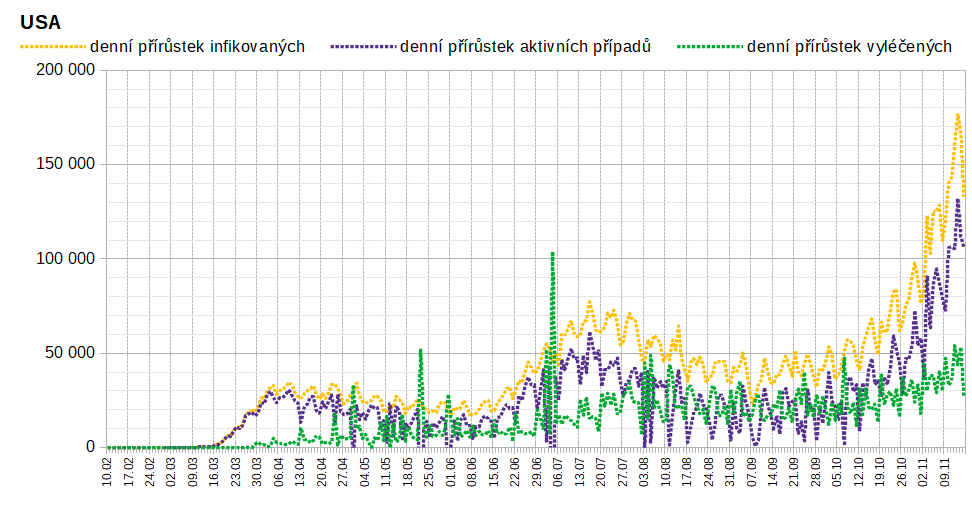 USA
denní přírůstek infikovaných denní přírůstek aktivních případů denní přírůstek vyléčených
200 000
150 000
100 000
50 000
0
10.02 17.02 24.02 02.03 09.03 16.03 23.03 30.03 06.04 13.04 20.04 27.04 04.05 11.05 18.05 25.05 01.06 08.06 15.06 22.06 29.06 06.07 13.07 20.07 27.07 03.08 10.08 17.08 24.08 31.08 07.09 14.09 21.09 28.09 05.10 12.10 19.10 26.10 02.11 09.11